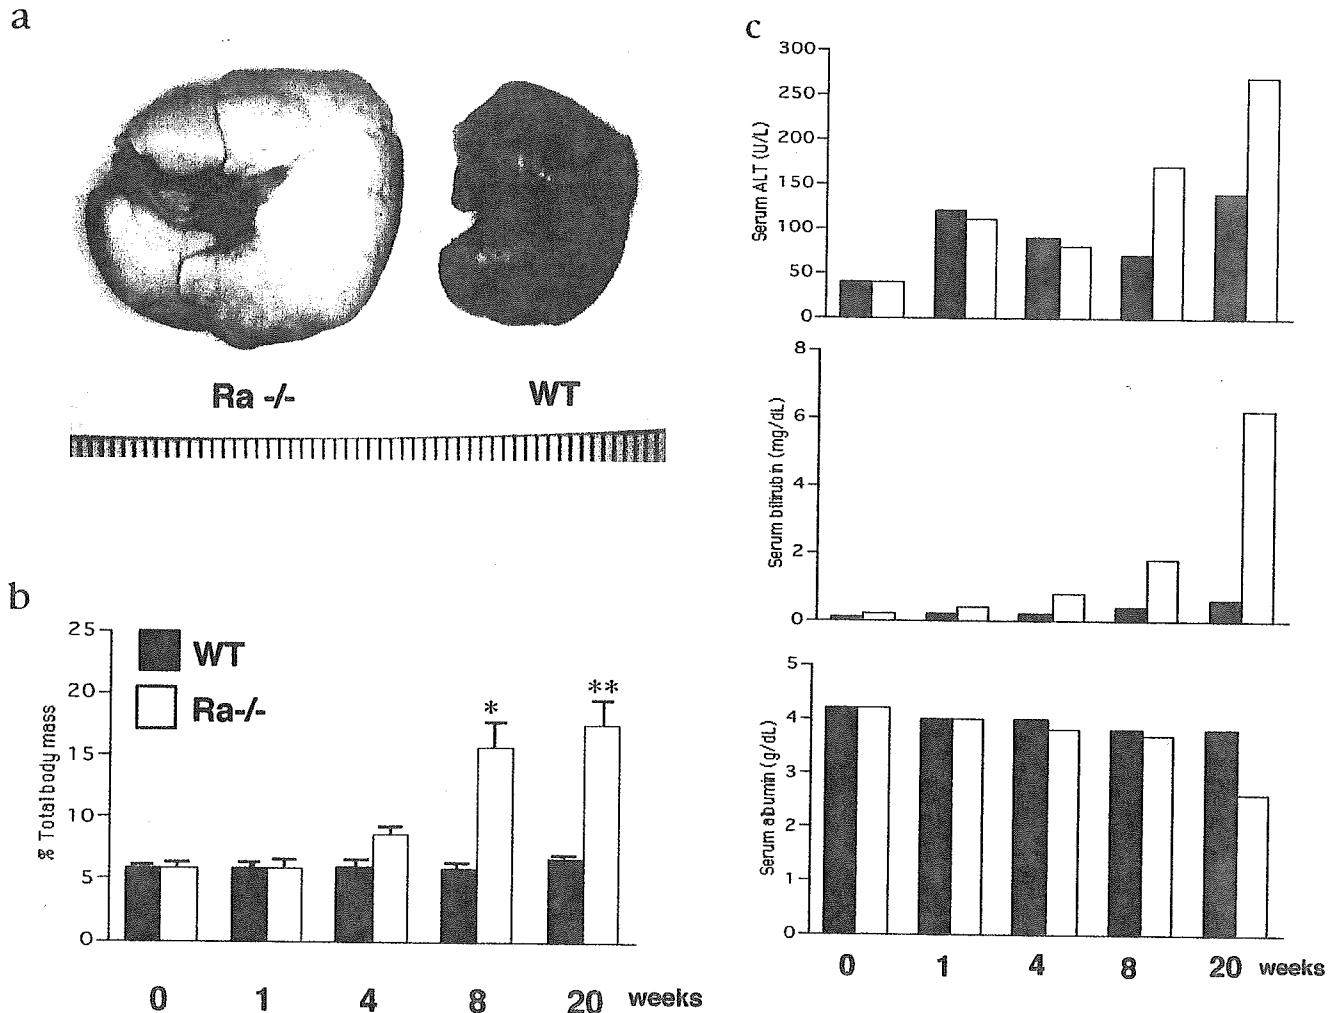 a
Ra -/-
WT
b
% Total body mass
25
20
15
10
5
0
WT
Ra-/-
*
**
0 1 4 8 20 weeks
c
Serum ALT (U/L)
300
250
200
150
100
50
0
Serum bilirubin (mg/dL)
8
6
4
2
0
Serum albumin (g/dL)
5
4
3
2
1
0
0 1 4 8 20 weeks